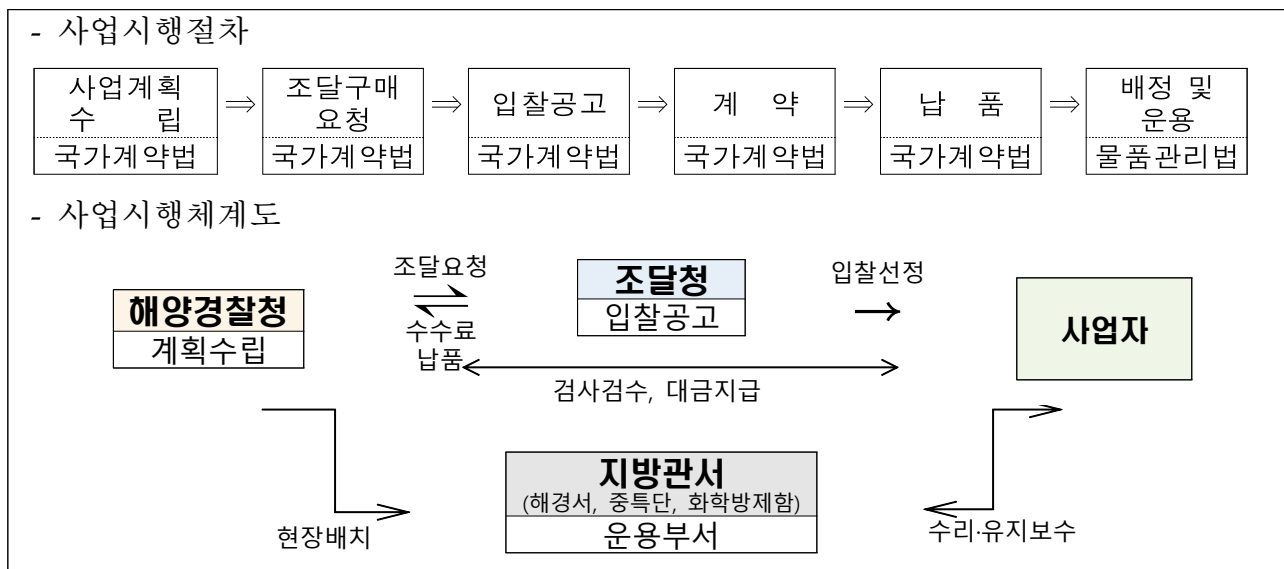 - 사업시행절차
사업계획 수 립 ⇒ 조달구매 요청 ⇒ 입찰공고 ⇒ 계 약 ⇒ 납 품 ⇒ 배정 및 운용
국가계약법 국가계약법 국가계약법 국가계약법 국가계약법 물품관리법
- 사업시행체계도
해양경찰청
계획수립
조달요청
수수료
납품
조달청
입찰공고
입찰선정
사업자
검사검수, 대금지급
지방관서
(해경서, 중특단, 화학방제함)
운용부서
현장배치
수리·유지보수